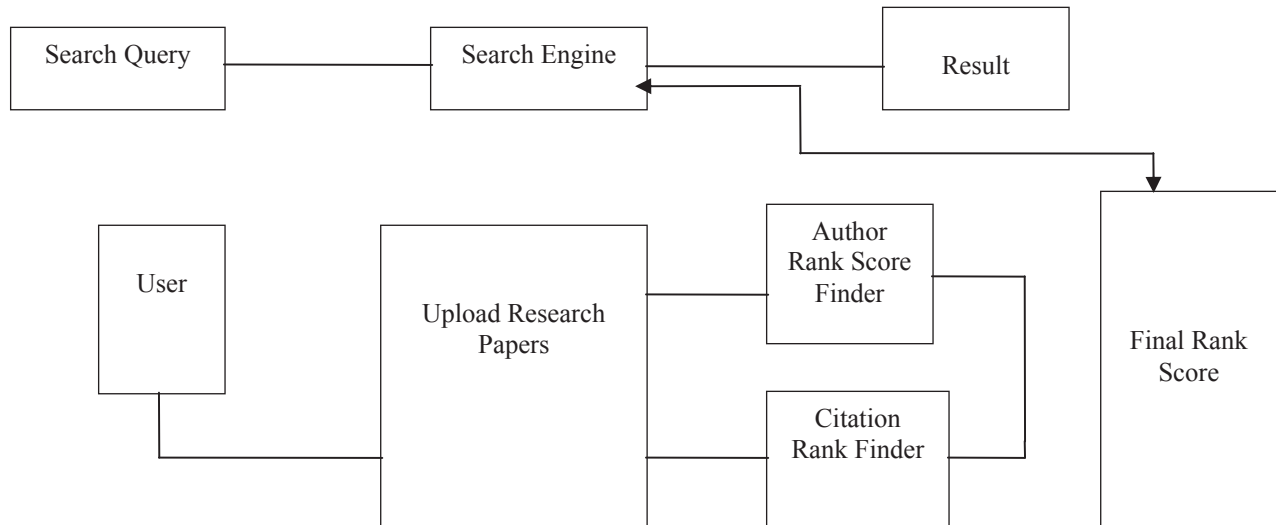 Search Query
Search Engine
Result
User
Upload Research
Papers
Author
Rank Score
Finder
Citation
Rank Finder
Final Rank
Score